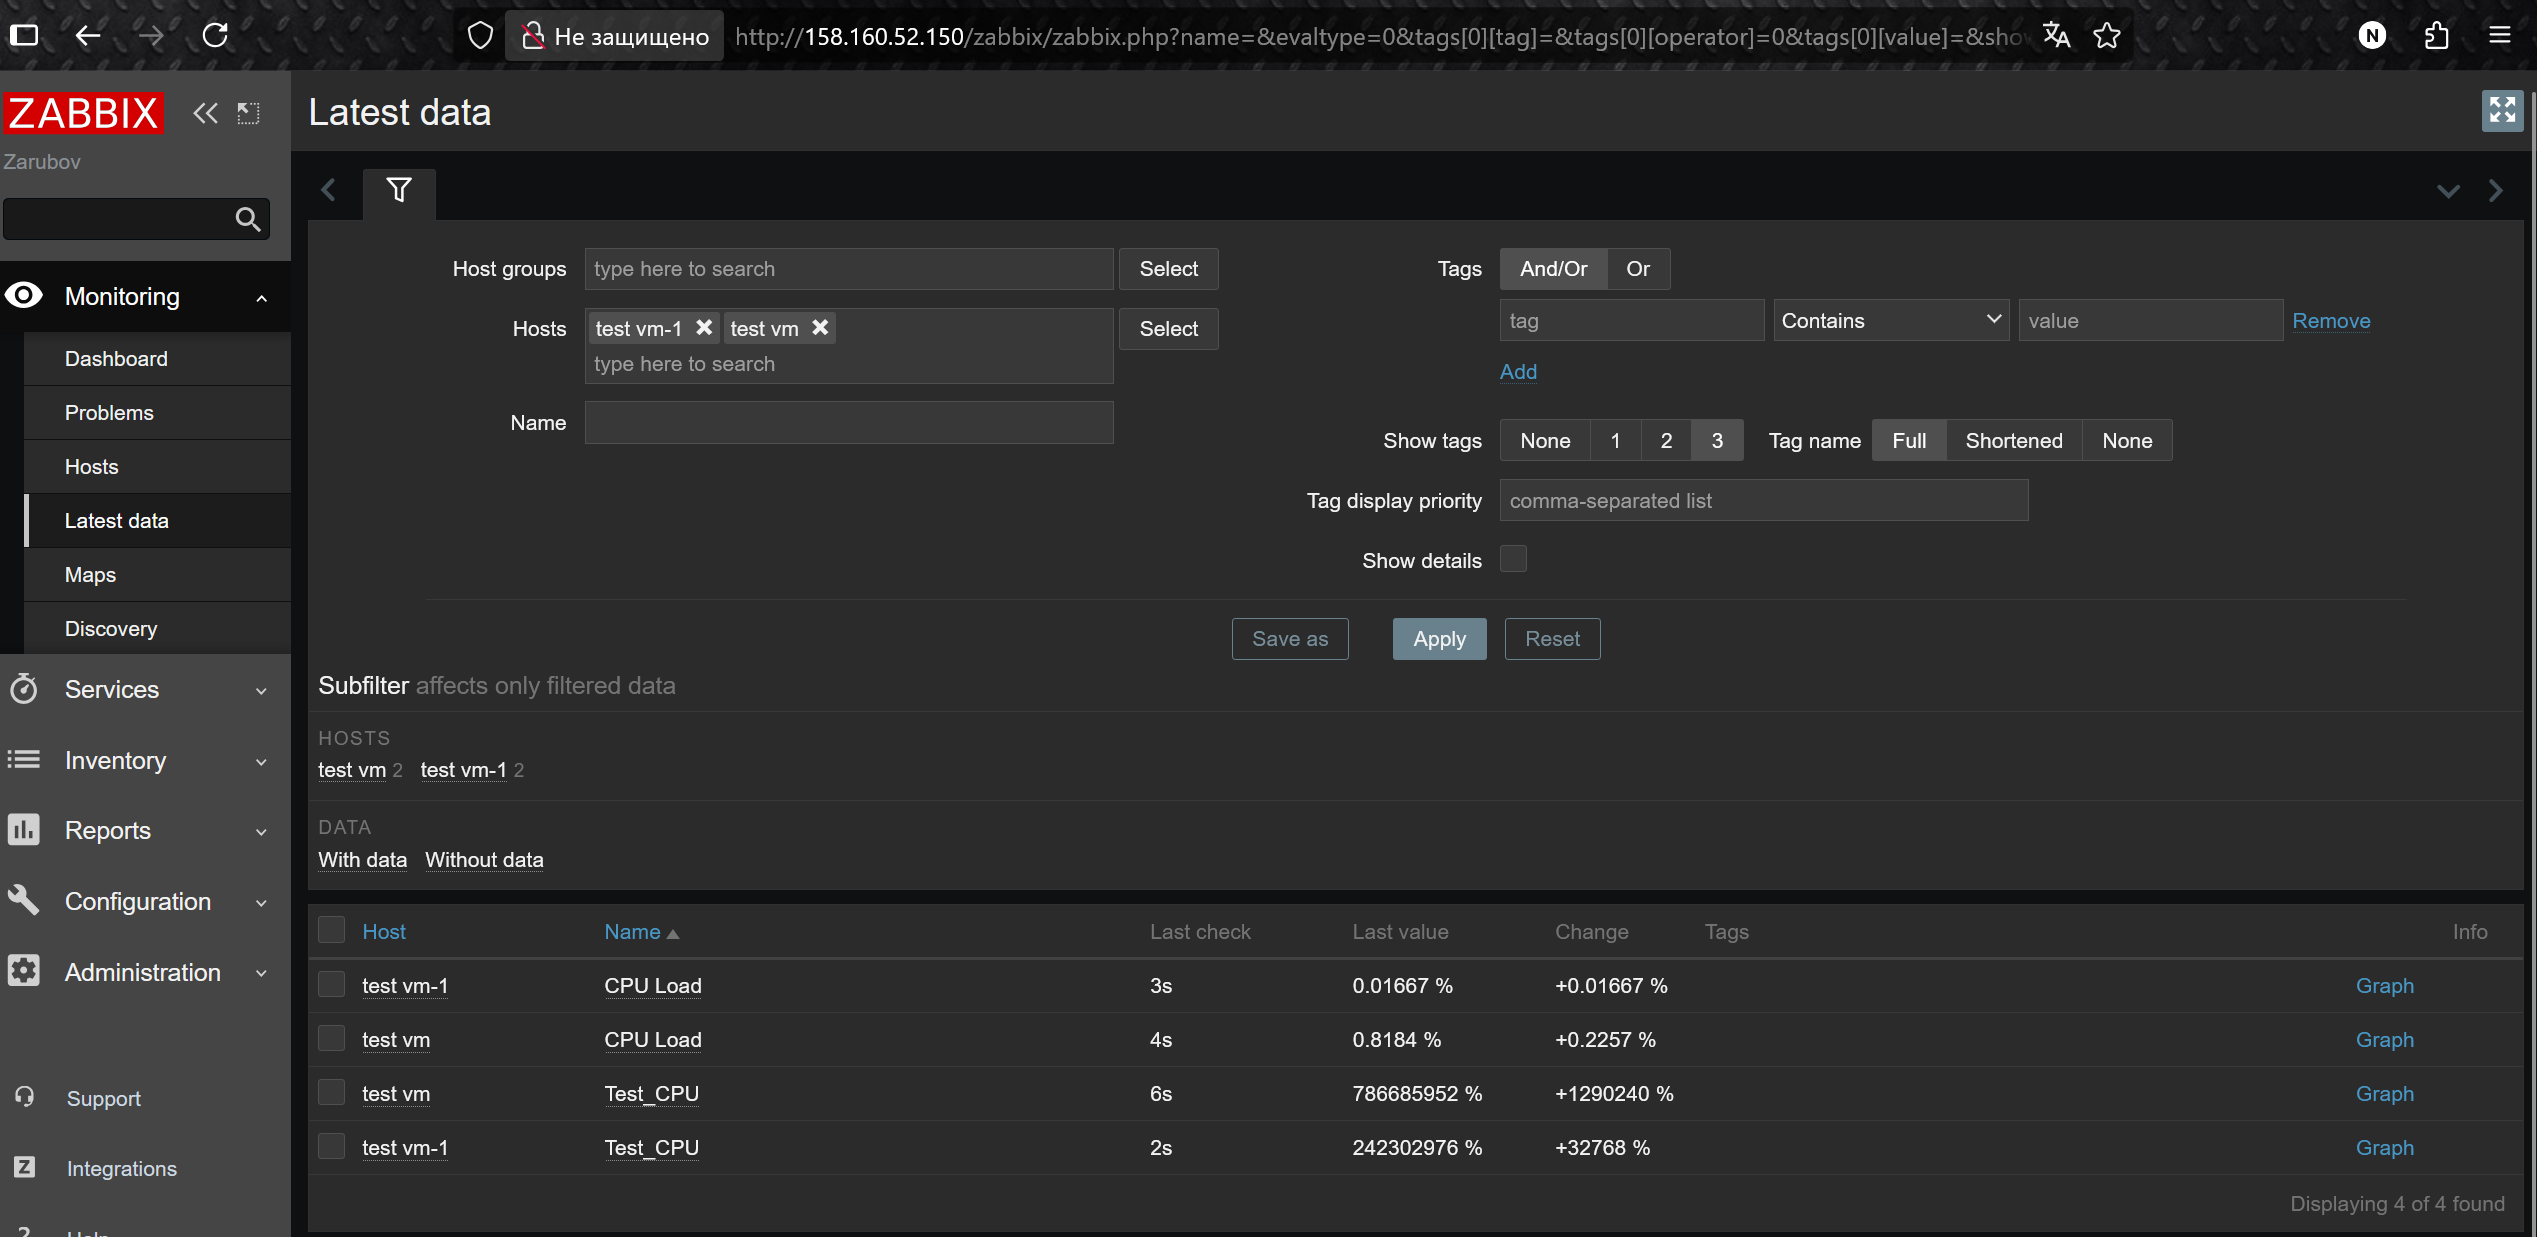 Не защищено http://158.160.52.150/zabbix/zabbix.php?name=&evaltype=0&tags[0][tag]=&tags[0][operator]=0&tags[0][value]=&sho
N
ZABBIX
Zarubov
Monitoring
Dashboard
Problems
Hosts
Latest data
Maps
Discovery
Services
Inventory
Reports
Configuration
Administration
Support
Z Integrations
Latest data
Host groups type here to search Select
Hosts test vm-1 test vm Select
type here to search
Name
Tags And/Or Or
tag Contains value Remove
Add
Show tags None 1 2 3 Tag name Full Shortened None
Tag display priority comma-separated list
Show details
Save as Apply Reset
Subfilter affects only filtered data
HOSTS
test vm 2 test vm-1 2
DATA
With data Without data
Host Name Last check Last value Change Tags Info
test vm-1 CPU Load 3s 0.01667 % +0.01667 % Graph
test vm CPU Load 4s 0.8184 % +0.2257 % Graph
test vm Test_CPU 6s 786685952 % +1290240 % Graph
test vm-1 Test_CPU 2s 242302976 % +32768 % Graph
Displaying 4 of 4 found